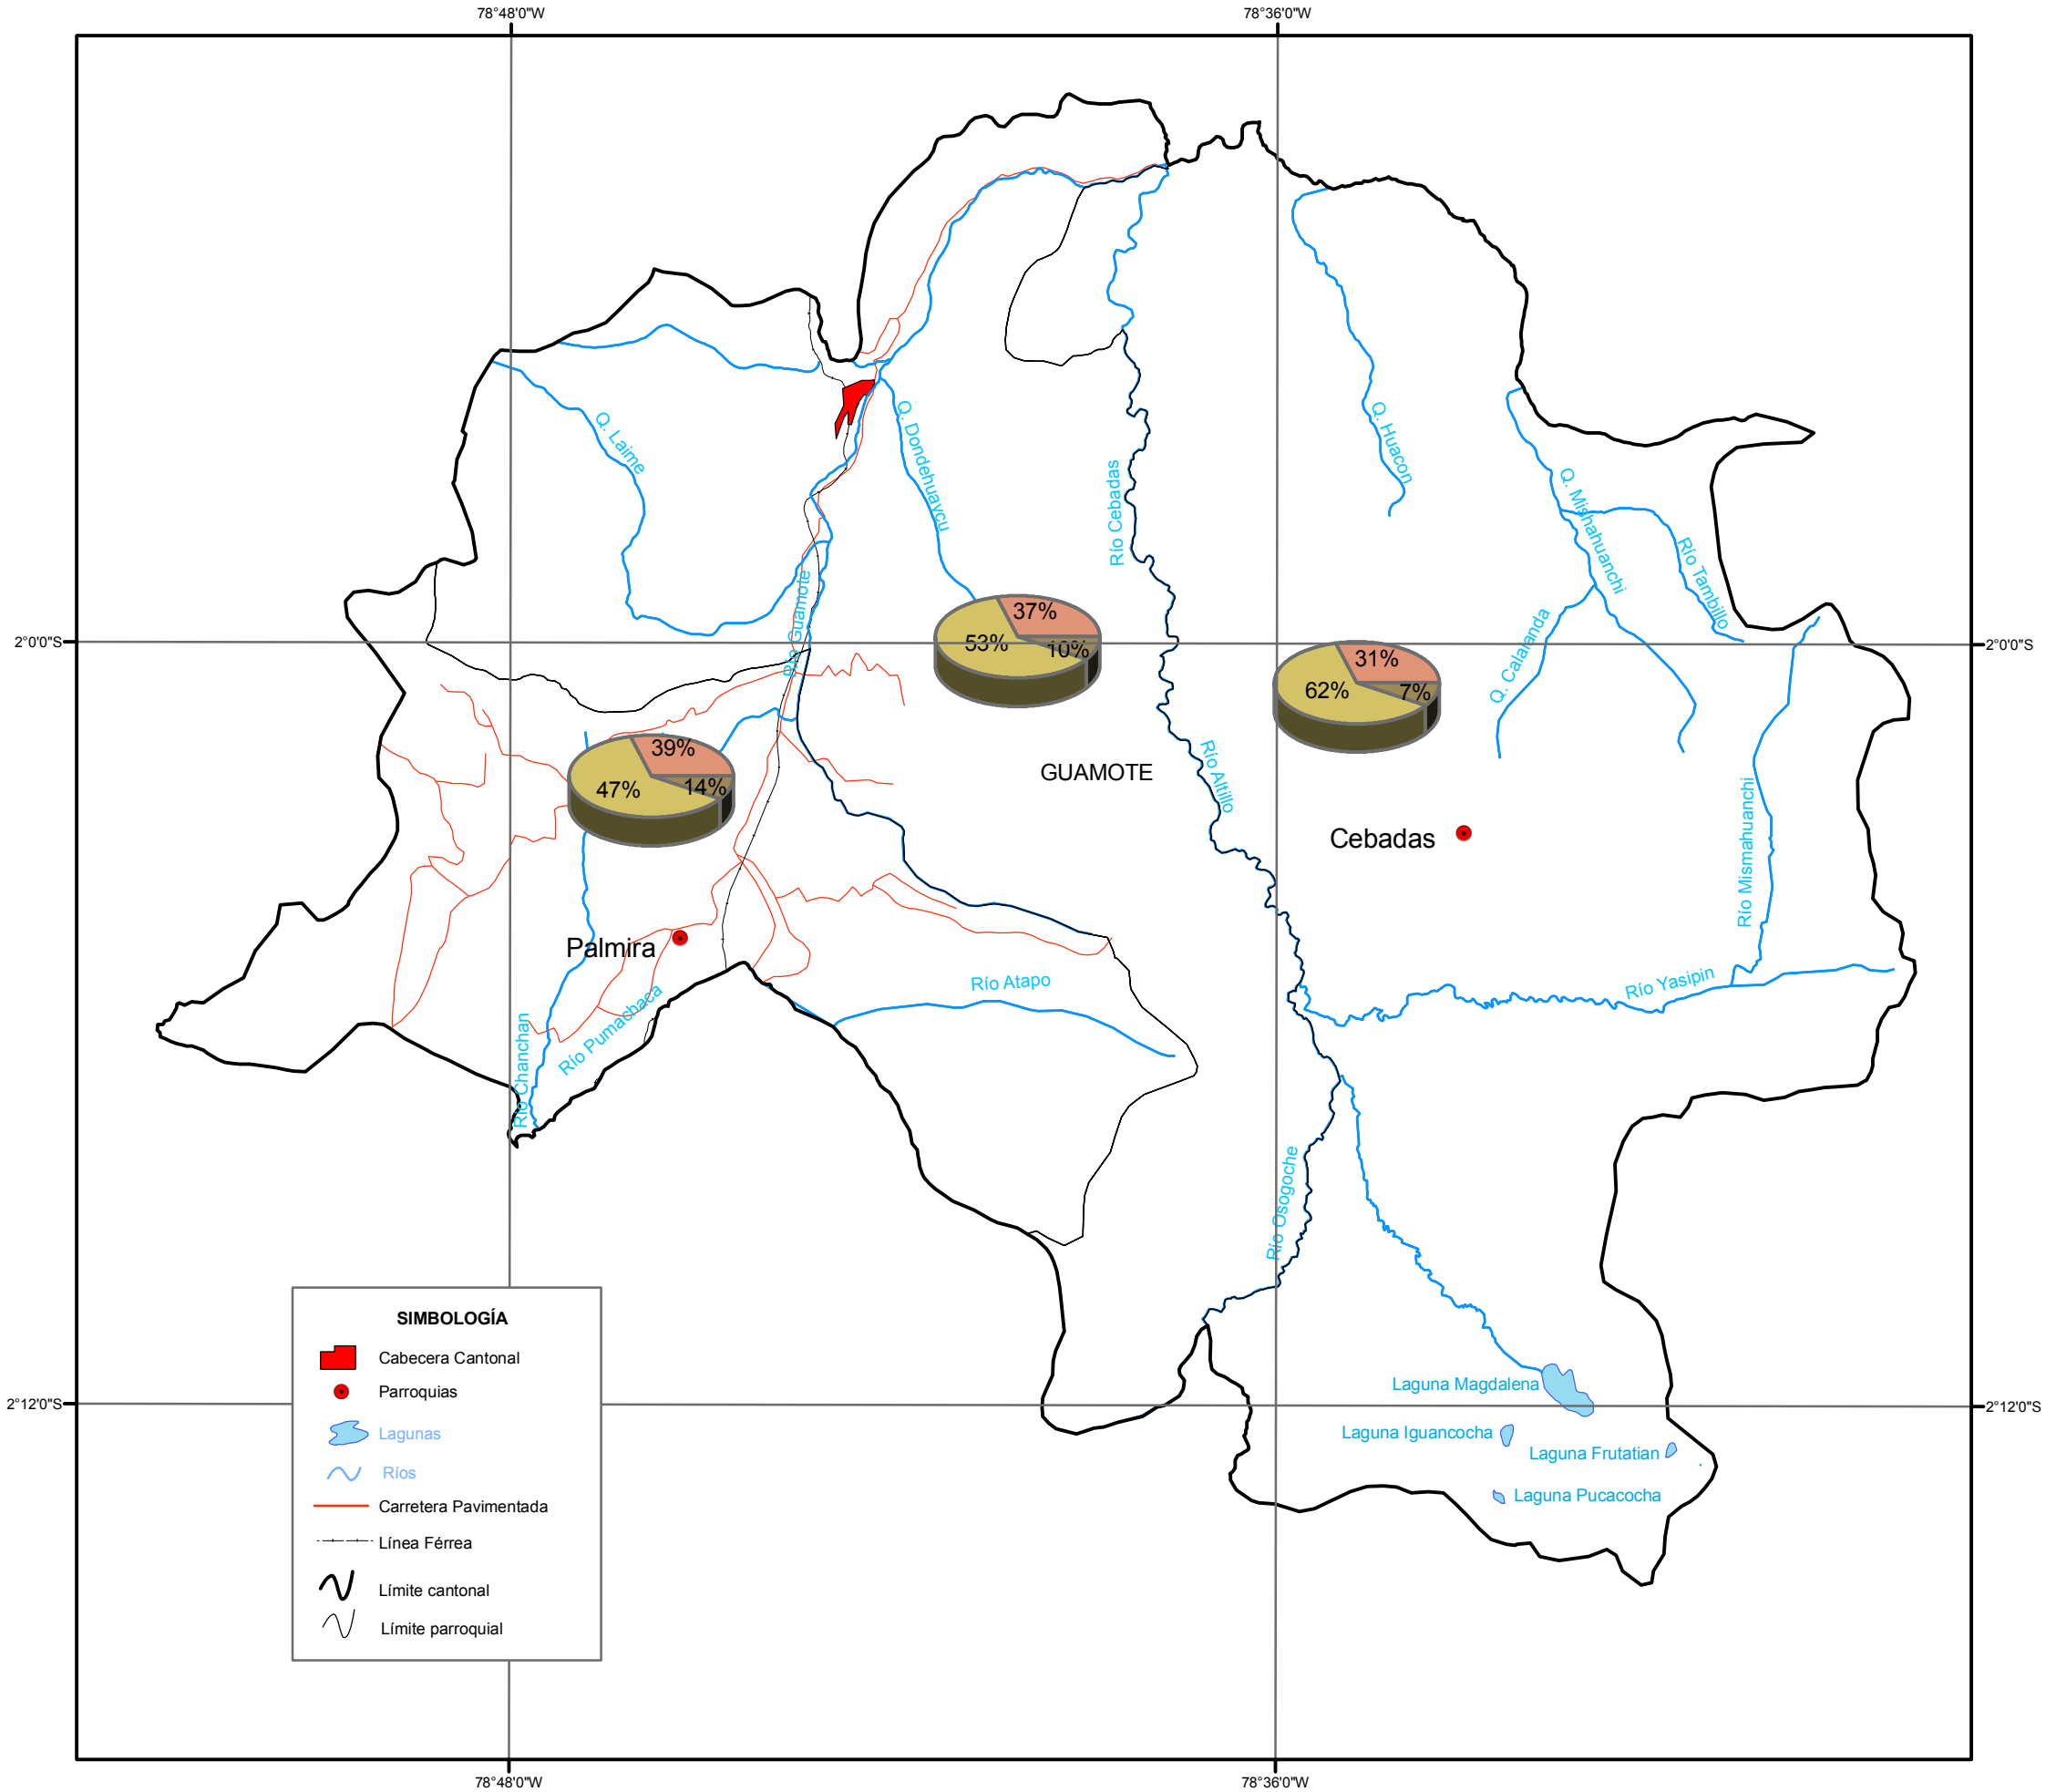 78°48'0"W
78°36'0"W
Q. Laime
Q. Dondehuaycu
Río Cebadas
Q. Huacon
Q. Mishahuanchi
Río Tambillo
Río Guamote
Q. Calaranda
2°0'0"S
2°0'0"S
37%
53%
10%
31%
62%
7%
39%
47%
14%
GUAMOTE
Río Altillo
Cebadas
Río Mismahuanchi
Palmira
Río Atapo
Río Yasipin
Río Pumachaca
Río Chanchan
Río Osogoche
SIMBOLOGÍA
Cabecera Cantonal
Parroquias
Lagunas
Ríos
Carretera Pavimentada
Línea Férrea
Límite cantonal
Límite parroquial
Laguna Magdalena
2°12'0"S
2°12'0"S
Laguna Iguancocha
Laguna Frutatian
Laguna Pucacocha
78°48'0"W
78°36'0"W